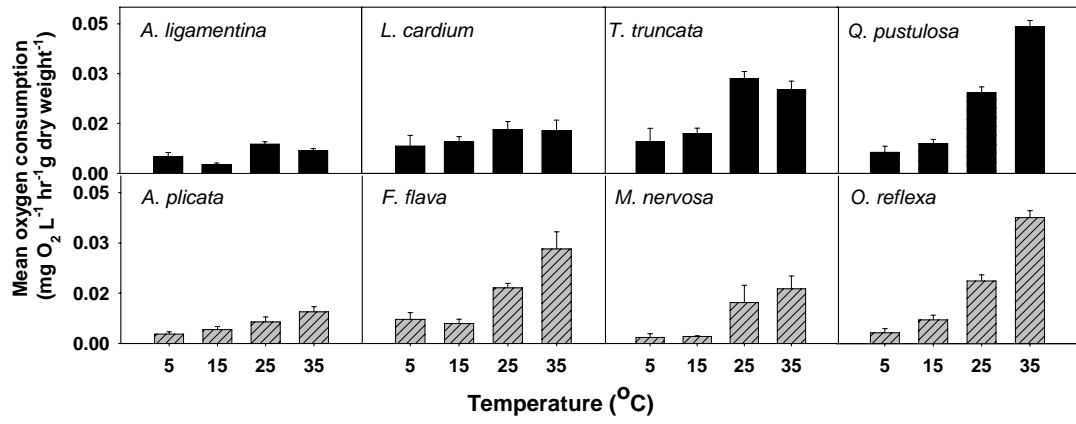 Mean oxygen consumption
(mg O₂ L⁻¹ hr⁻¹g dry weight⁻¹)
0.05
0.03
0.02
0.00
A. ligamentina
L. cardium
T. truncata
Q. pustulosa
0.05
0.03
0.02
0.00
A. plicata
F. flava
M. nervosa
O. reflexa
5 15 25 35 5 15 25 35 5 15 25 35 5 15 25 35
Temperature (ºC)